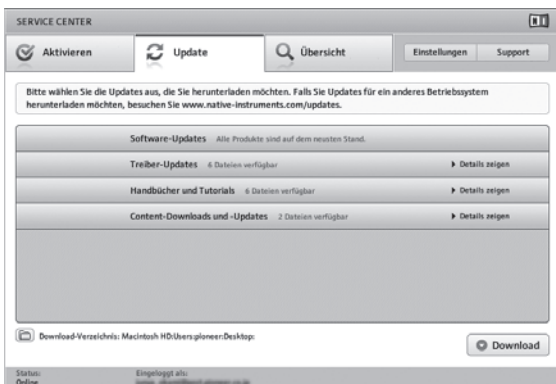 SERVICE CENTER
Aktivieren
Update
Übersicht
Einstellungen
Support
Bitte wählen Sie die Updates aus, die Sie herunterladen möchten. Falls Sie Updates für ein anderes Betriebssystem
herunterladen möchten, besuchen Sie www.native-instruments.com/updates.
Software-Updates Alle Produkte sind auf dem neusten Stand.
Treiber-Updates 4 Dateien verfügbar Details zeigen
Handbücher und Tutorials 6 Dateien verfügbar Details zeigen
Content-Downloads und -Updates 2 Dateien verfügbar Details zeigen
Download-Verzeichnis: Macintosh HD:Users:pioneer:Desktop:
Download
Status: Eingeloggt als:
Online